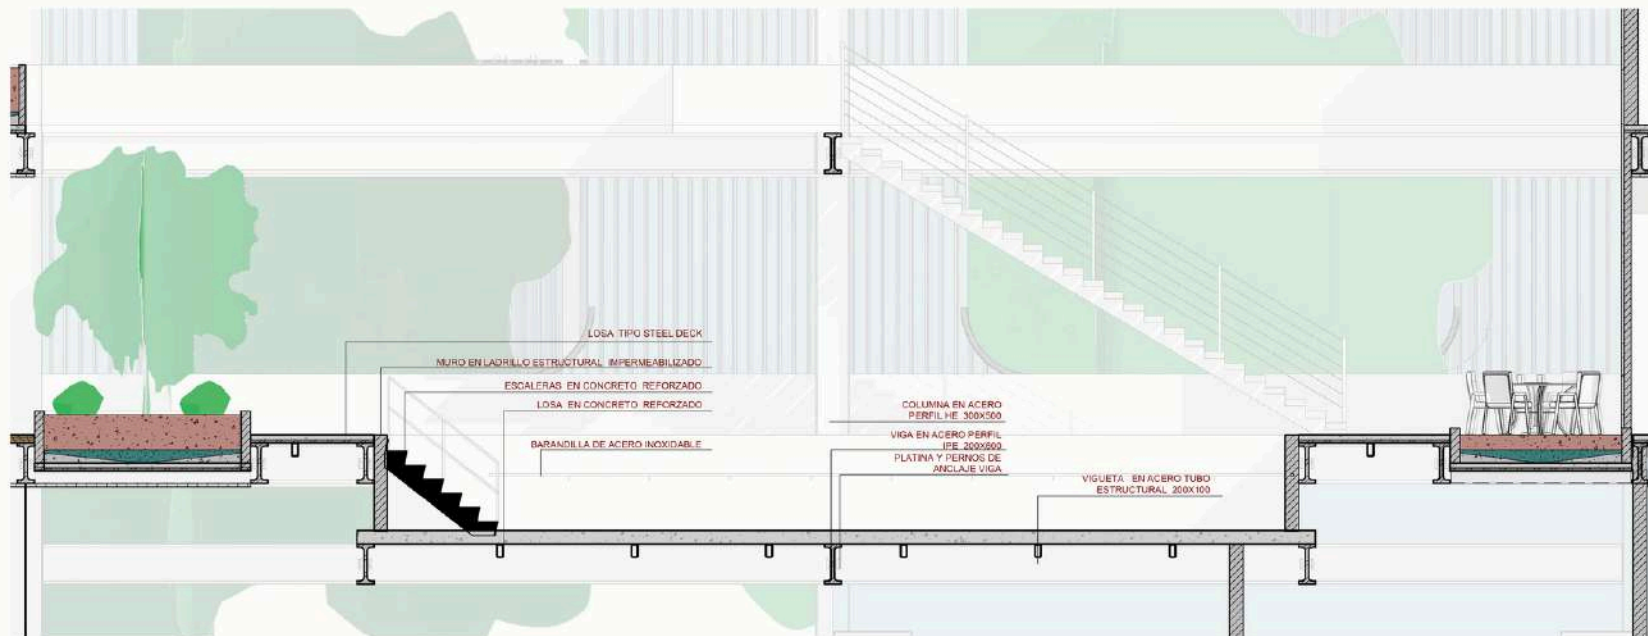 LOSA TIPO STEEL DECK
MURO EN LADRILLO ESTRUCTURAL IMPERMEABILIZADO
ESCALERAS EN CONCRETO REFORZADO
LOSA EN CONCRETO REFORZADO
BARANDILLA DE ACERO INOXIDABLE
COLUMNA EN ACERO
PERFIL HE 300X500
VIGA EN ACERO PERFIL
IPE 200X600
PLATINA Y PERNOS DE
ANCLAJE VIGA
VIGUETA EN ACERO TUBO
ESTRUCTURAL 200X100